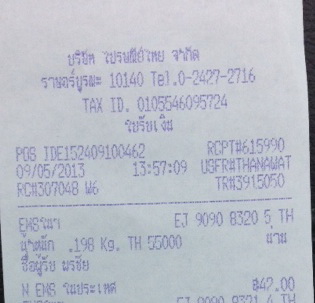 บริษัท ไปรษณีย์ไทย จำกัด
ราษฎร์บูรณะ 10140 Tel.0-2427-2716
TAX ID. 0105546095724
ใบรับเงิน
POS IDE152409100462 RCPT#615990
09/05/2013 13:57:09 USER#THANAWAT
RC#307048 W6 TR#3915050
EMSในฯ EJ 9090 8320 5 TH
น้ำหนัก .198 Kg. TH 55000 น่าน
ชื่อผู้รับ พรชัย
N EMS ในประเทศ ฿42.00